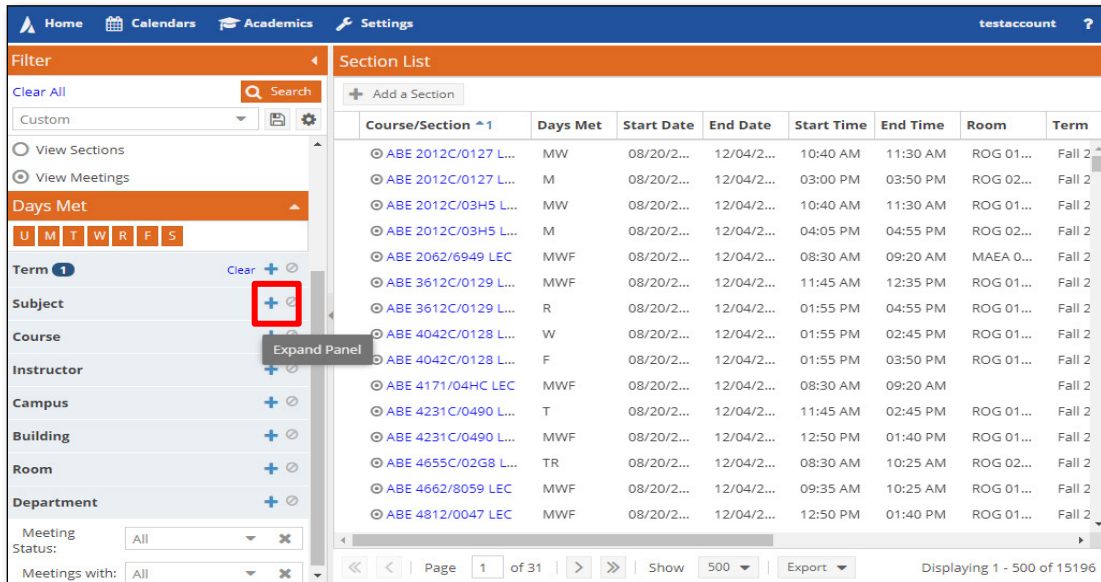 Home Calendars Academics Settings testaccount ?
Filter
Section List
Clear All Search
Add a Section
Custom
Course/Section 1 Days Met Start Date End Date Start Time End Time Room Term
View Sections
View Meetings
Days Met
U M T W R F S
Term 1 Clear
Subject
Course
Expand Panel
Instructor
Campus
Building
Room
Department
Meeting Status: All
Meetings with: All
ABE 2012C/0127 L... MW 08/20/2... 12/04/2... 10:40 AM 11:30 AM ROG 01... Fall 2
ABE 2012C/0127 L... M 08/20/2... 12/04/2... 03:00 PM 03:50 PM ROG 02... Fall 2
ABE 2012C/03H5 L... MW 08/20/2... 12/04/2... 10:40 AM 11:30 AM ROG 01... Fall 2
ABE 2012C/03H5 L... M 08/20/2... 12/04/2... 04:05 PM 04:55 PM ROG 02... Fall 2
ABE 2062/6949 LEC MWF 08/20/2... 12/04/2... 08:30 AM 09:20 AM MAEA 0... Fall 2
ABE 3612C/0129 L... MWF 08/20/2... 12/04/2... 11:45 AM 12:35 PM ROG 01... Fall 2
ABE 3612C/0129 L... R 08/20/2... 12/04/2... 01:55 PM 04:55 PM ROG 01... Fall 2
ABE 4042C/0128 L... W 08/20/2... 12/04/2... 01:55 PM 02:45 PM ROG 01... Fall 2
ABE 4042C/0128 L... F 08/20/2... 12/04/2... 01:55 PM 03:50 PM ROG 01... Fall 2
ABE 4171/04HC LEC MWF 08/20/2... 12/04/2... 08:30 AM 09:20 AM Fall 2
ABE 4231C/0490 L... T 08/20/2... 12/04/2... 11:45 AM 02:45 PM ROG 01... Fall 2
ABE 4231C/0490 L... MWF 08/20/2... 12/04/2... 12:50 PM 01:40 PM ROG 01... Fall 2
ABE 4655C/02G8 L... TR 08/20/2... 12/04/2... 08:30 AM 10:25 AM ROG 02... Fall 2
ABE 4662/8059 LEC MWF 08/20/2... 12/04/2... 09:35 AM 10:25 AM ROG 01... Fall 2
ABE 4812/0047 LEC MWF 08/20/2... 12/04/2... 12:50 PM 01:40 PM ROG 01... Fall 2
Page 1 of 31 Show 500 Export Displaying 1 - 500 of 15196